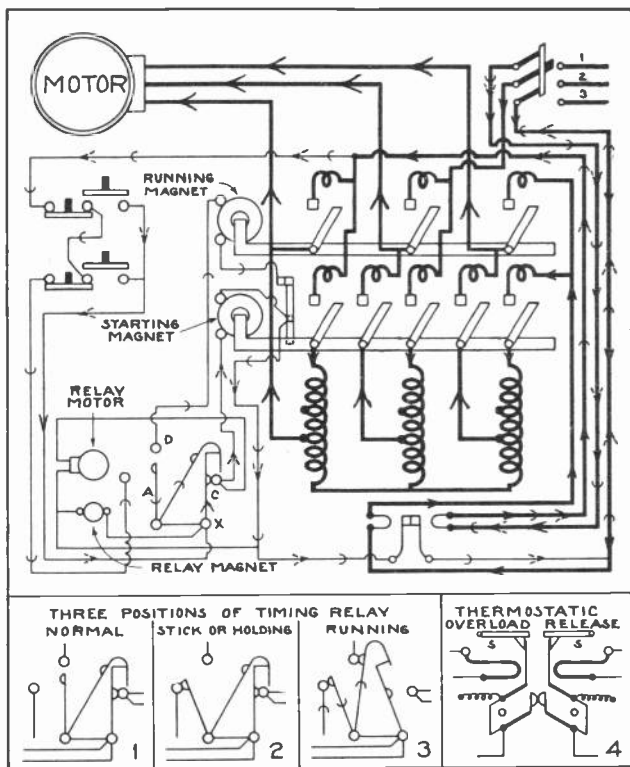 MOTOR
1
2
3
RUNNING
MAGNET
STARTING
MAGNET
RELAY
MOTOR
D
A
C
X
RELAY MAGNET
THREE POSITIONS OF TIMING RELAY
NORMAL
STICK OR HOLDING
RUNNING
1
2
3
THERMOSTATIC
OVERLOAD RELEASE
S
S
4